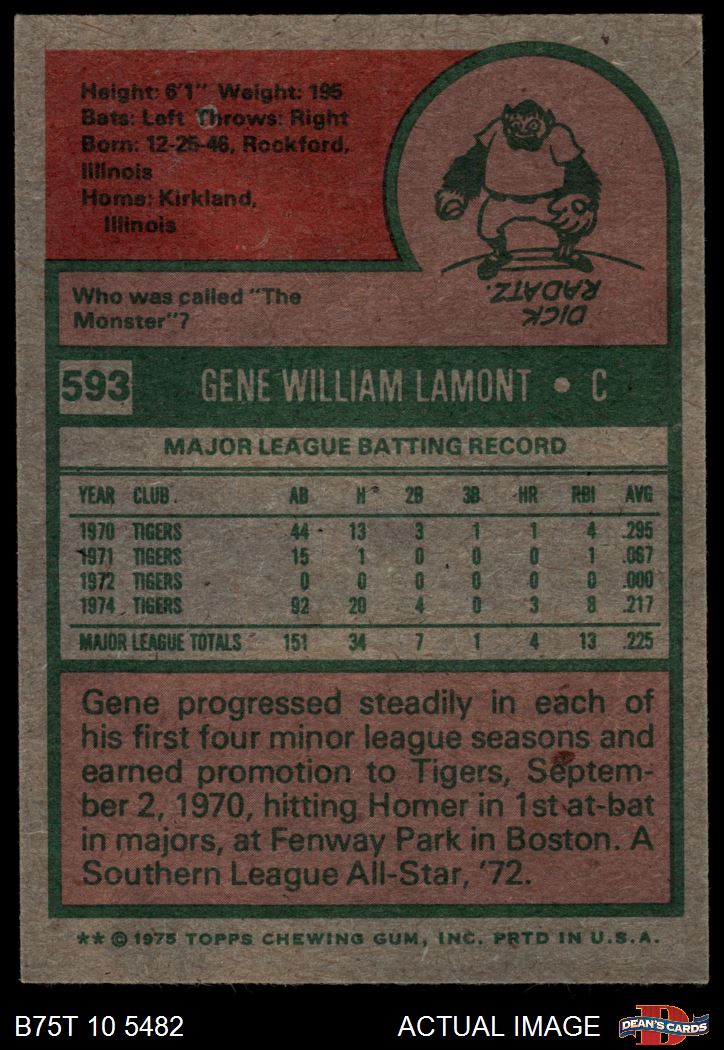 Height: 6'1" Weight: 195
Bats: Left Throws: Right
Born: 12-25-46, Rockford,
Illinois
Home: Kirkland,
Illinois
DICK
RADATZ.
Who was called "The
Monster"?
593 GENE WILLIAM LAMONT • C
MAJOR LEAGUE BATTING RECORD
YEAR CLUB. AB H 2B 3B HR RBI AVG
1970 TIGERS 44 13 3 1 1 4 .295
1971 TIGERS 15 1 0 0 0 1 .067
1972 TIGERS 0 0 0 0 0 0 .000
1974 TIGERS 92 20 4 0 3 8 .217
MAJOR LEAGUE TOTALS 151 34 7 1 4 13 .225
Gene progressed steadily in each of
his first four minor league seasons and
earned promotion to Tigers, Septem-
ber 2, 1970, hitting Homer in 1st at-bat
in majors, at Fenway Park in Boston. A
Southern League All-Star, '72.
** © 1975 TOPPS CHEWING GUM, INC. PRTD IN U.S.A.
B75T 10 5482 ACTUAL IMAGE
D
DEAN'S CARDS